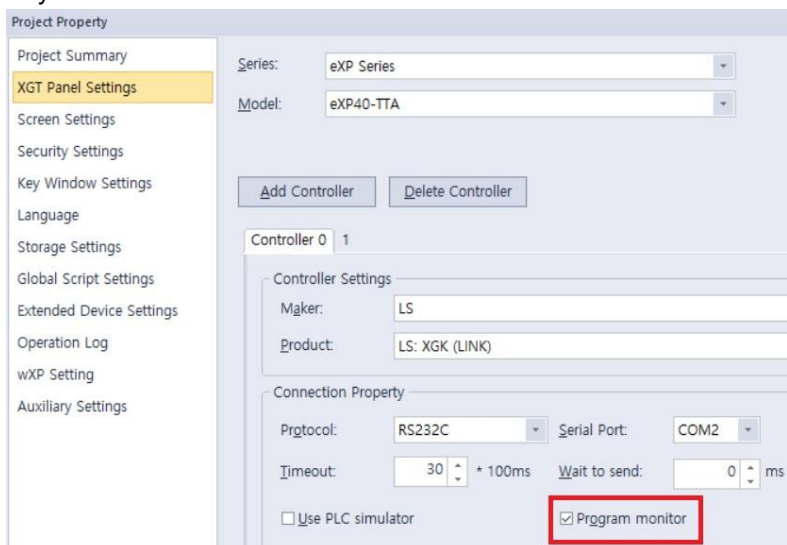 Project Property
Project Summary
XGT Panel Settings
Screen Settings
Security Settings
Key Window Settings
Language
Storage Settings
Global Script Settings
Extended Device Settings
Operation Log
wXP Setting
Auxiliary Settings
Series: eXP Series
Model: eXP40-TTA
Add Controller Delete Controller
Controller 0 1
Controller Settings
Maker: LS
Product: LS: XGK (LINK)
Connection Property
Protocol: RS232C Serial Port: COM2
Timeout: 30 * 100ms Wait to send: 0 ms
Use PLC simulator Program monitor